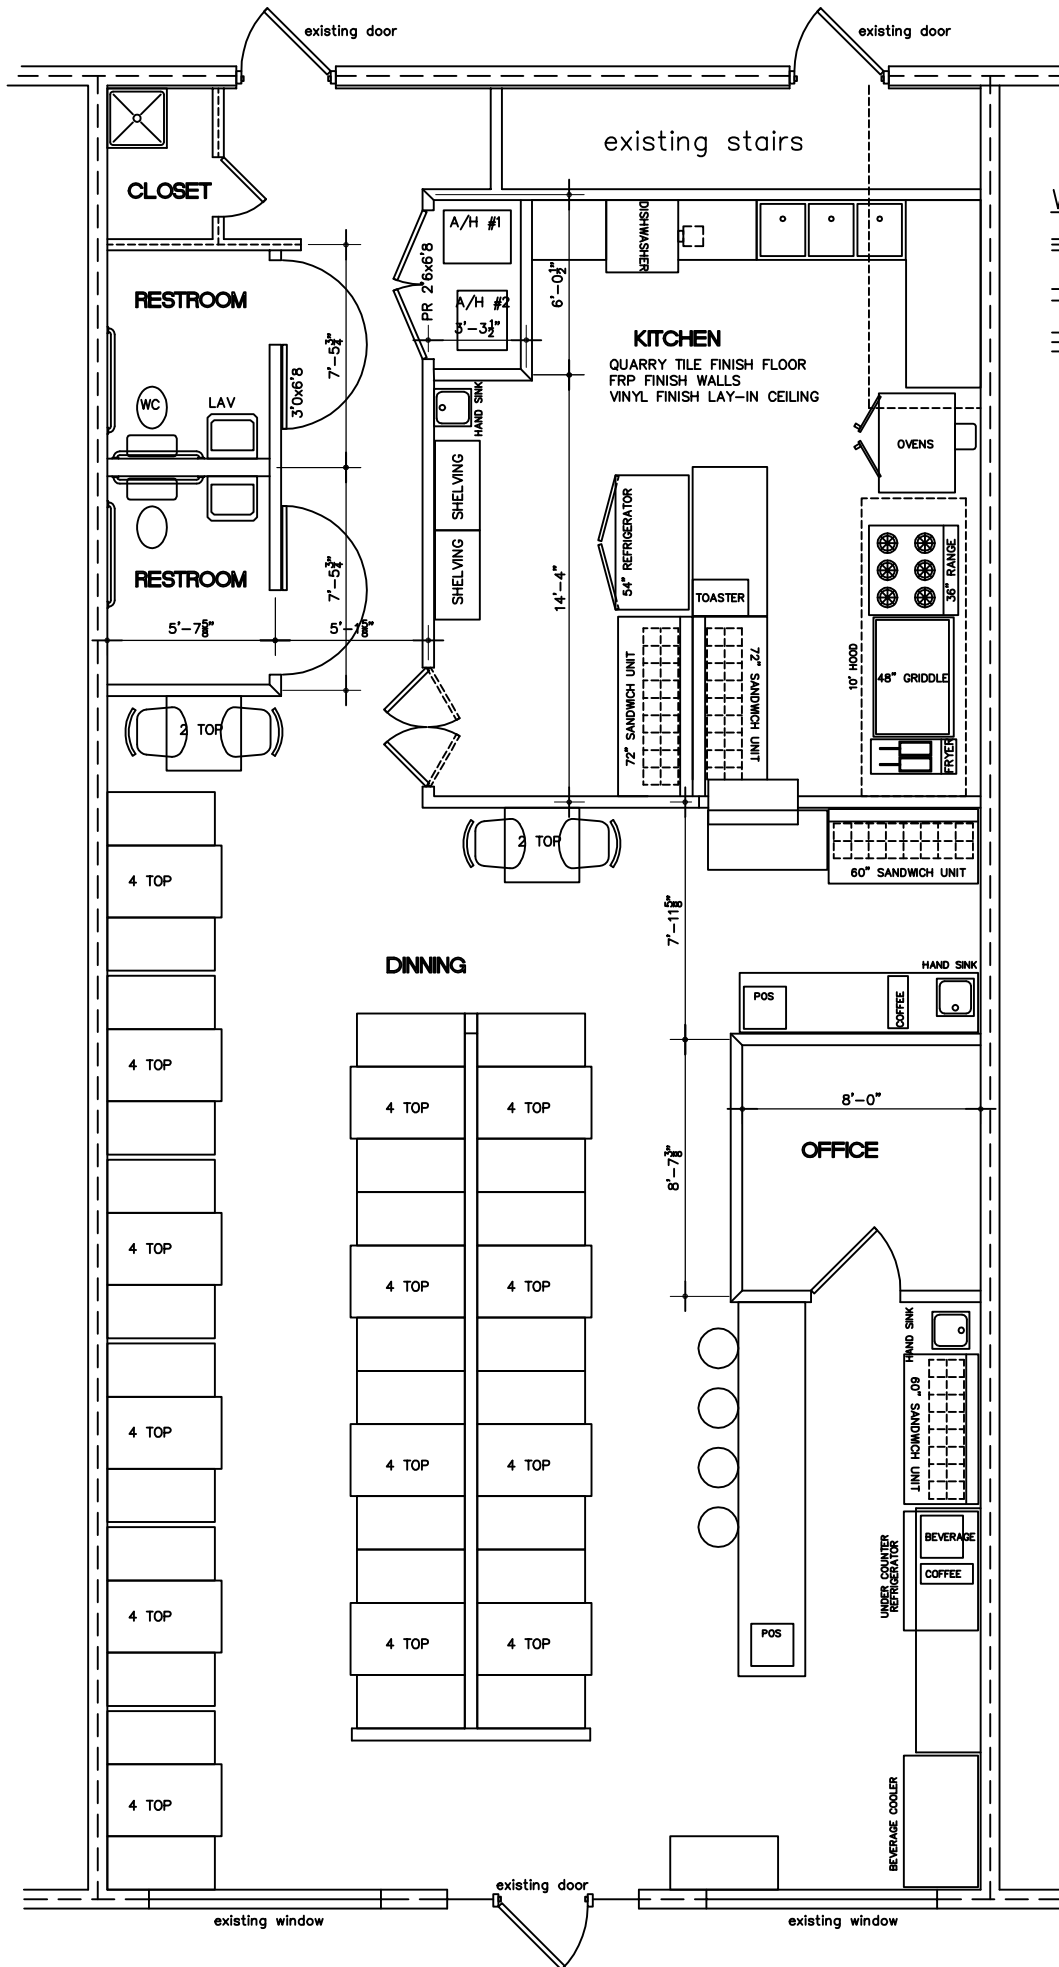 existing door
existing door
existing stairs
CLOSET
A/H #1
DISHWASHER
PR 2'6x6'8
6'-0½"
A/H #2
3'-3½"
RESTROOM
7'-5¾"
3'0x6'8
WC
LAV
KITCHEN
QUARRY TILE FINISH FLOOR
FRP FINISH WALLS
VINYL FINISH LAY-IN CEILING
HAND SINK
OVENS
SHELVING
54" REFRIGERATOR
SHELVING
14'-4"
TOASTER
36" RANGE
RESTROOM
7'-5¾"
5'-7⅝"
5'-1⅝"
10' HOOD
48" GRIDDLE
72" SANDWICH UNIT
72" SANDWICH UNIT
FRYER
2 TOP
2 TOP
60" SANDWICH UNIT
4 TOP
7'-11⅝"
DINNING
HAND SINK
POS
COFFEE
4 TOP
4 TOP
4 TOP
8'-0"
OFFICE
8'-7⅜"
4 TOP
4 TOP
4 TOP
HAND SINK
60" SANDWICH UNIT
4 TOP
4 TOP
4 TOP
BEVERAGE
COFFEE
UNDER COUNTER
REFRIGERATOR
4 TOP
4 TOP
4 TOP
POS
4 TOP
BEVERAGE COOLER
existing door
existing window
existing window